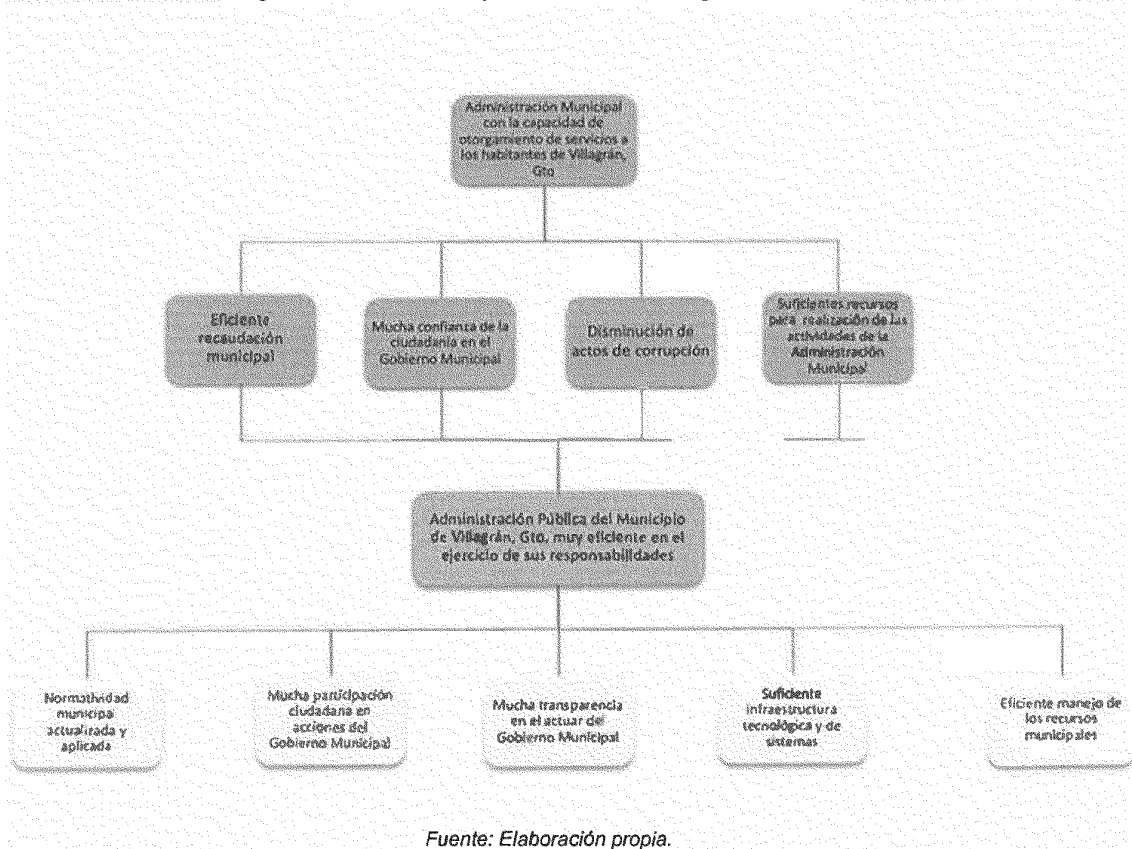 Administración Municipal
con la capacidad de
otorgamiento de servicios a
los habitantes de Villagrán,
Gto
Eficiente
recaudación
municipal
Mucha confianza de la
ciudadanía en el
Gobierno Municipal
Disminución de
actos de corrupción
Suficientes recursos
para realización de las
actividades de la
Administración
Municipal
Administración Pública del Municipio
de Villagrán, Gto. muy eficiente en el
ejercicio de sus responsabilidades
Normatividad
municipal
actualizada y
aplicada
Mucha participación
ciudadana en
acciones del
Gobierno Municipal
Mucha transparencia
en el actuar del
Gobierno Municipal
Suficiente
infraestructura
tecnológica y de
sistemas
Eficiente manejo de
los recursos
municipales
Fuente: Elaboración propia.